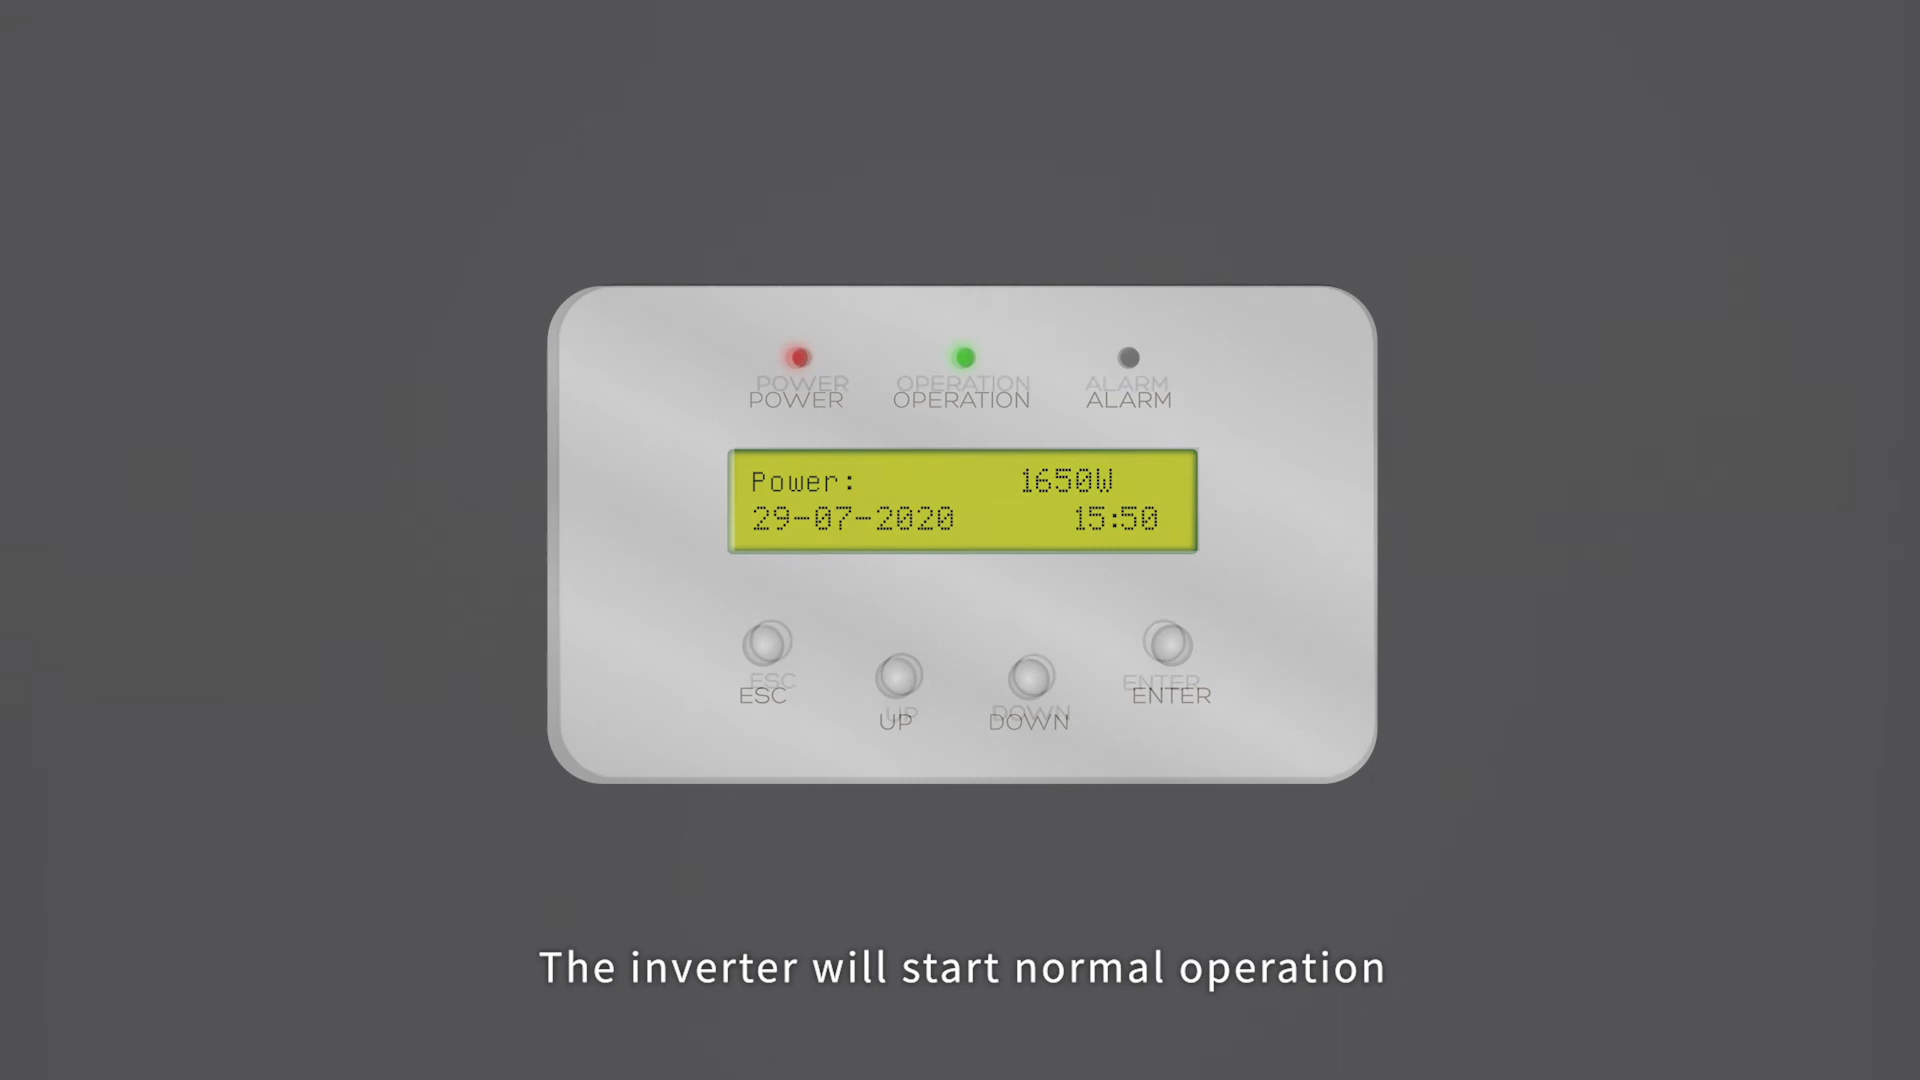 POWER OPERATION ALARM
Power: 1650W
29-07-2020 15:50
ESC UP DOWN ENTER
The inverter will start normal operation